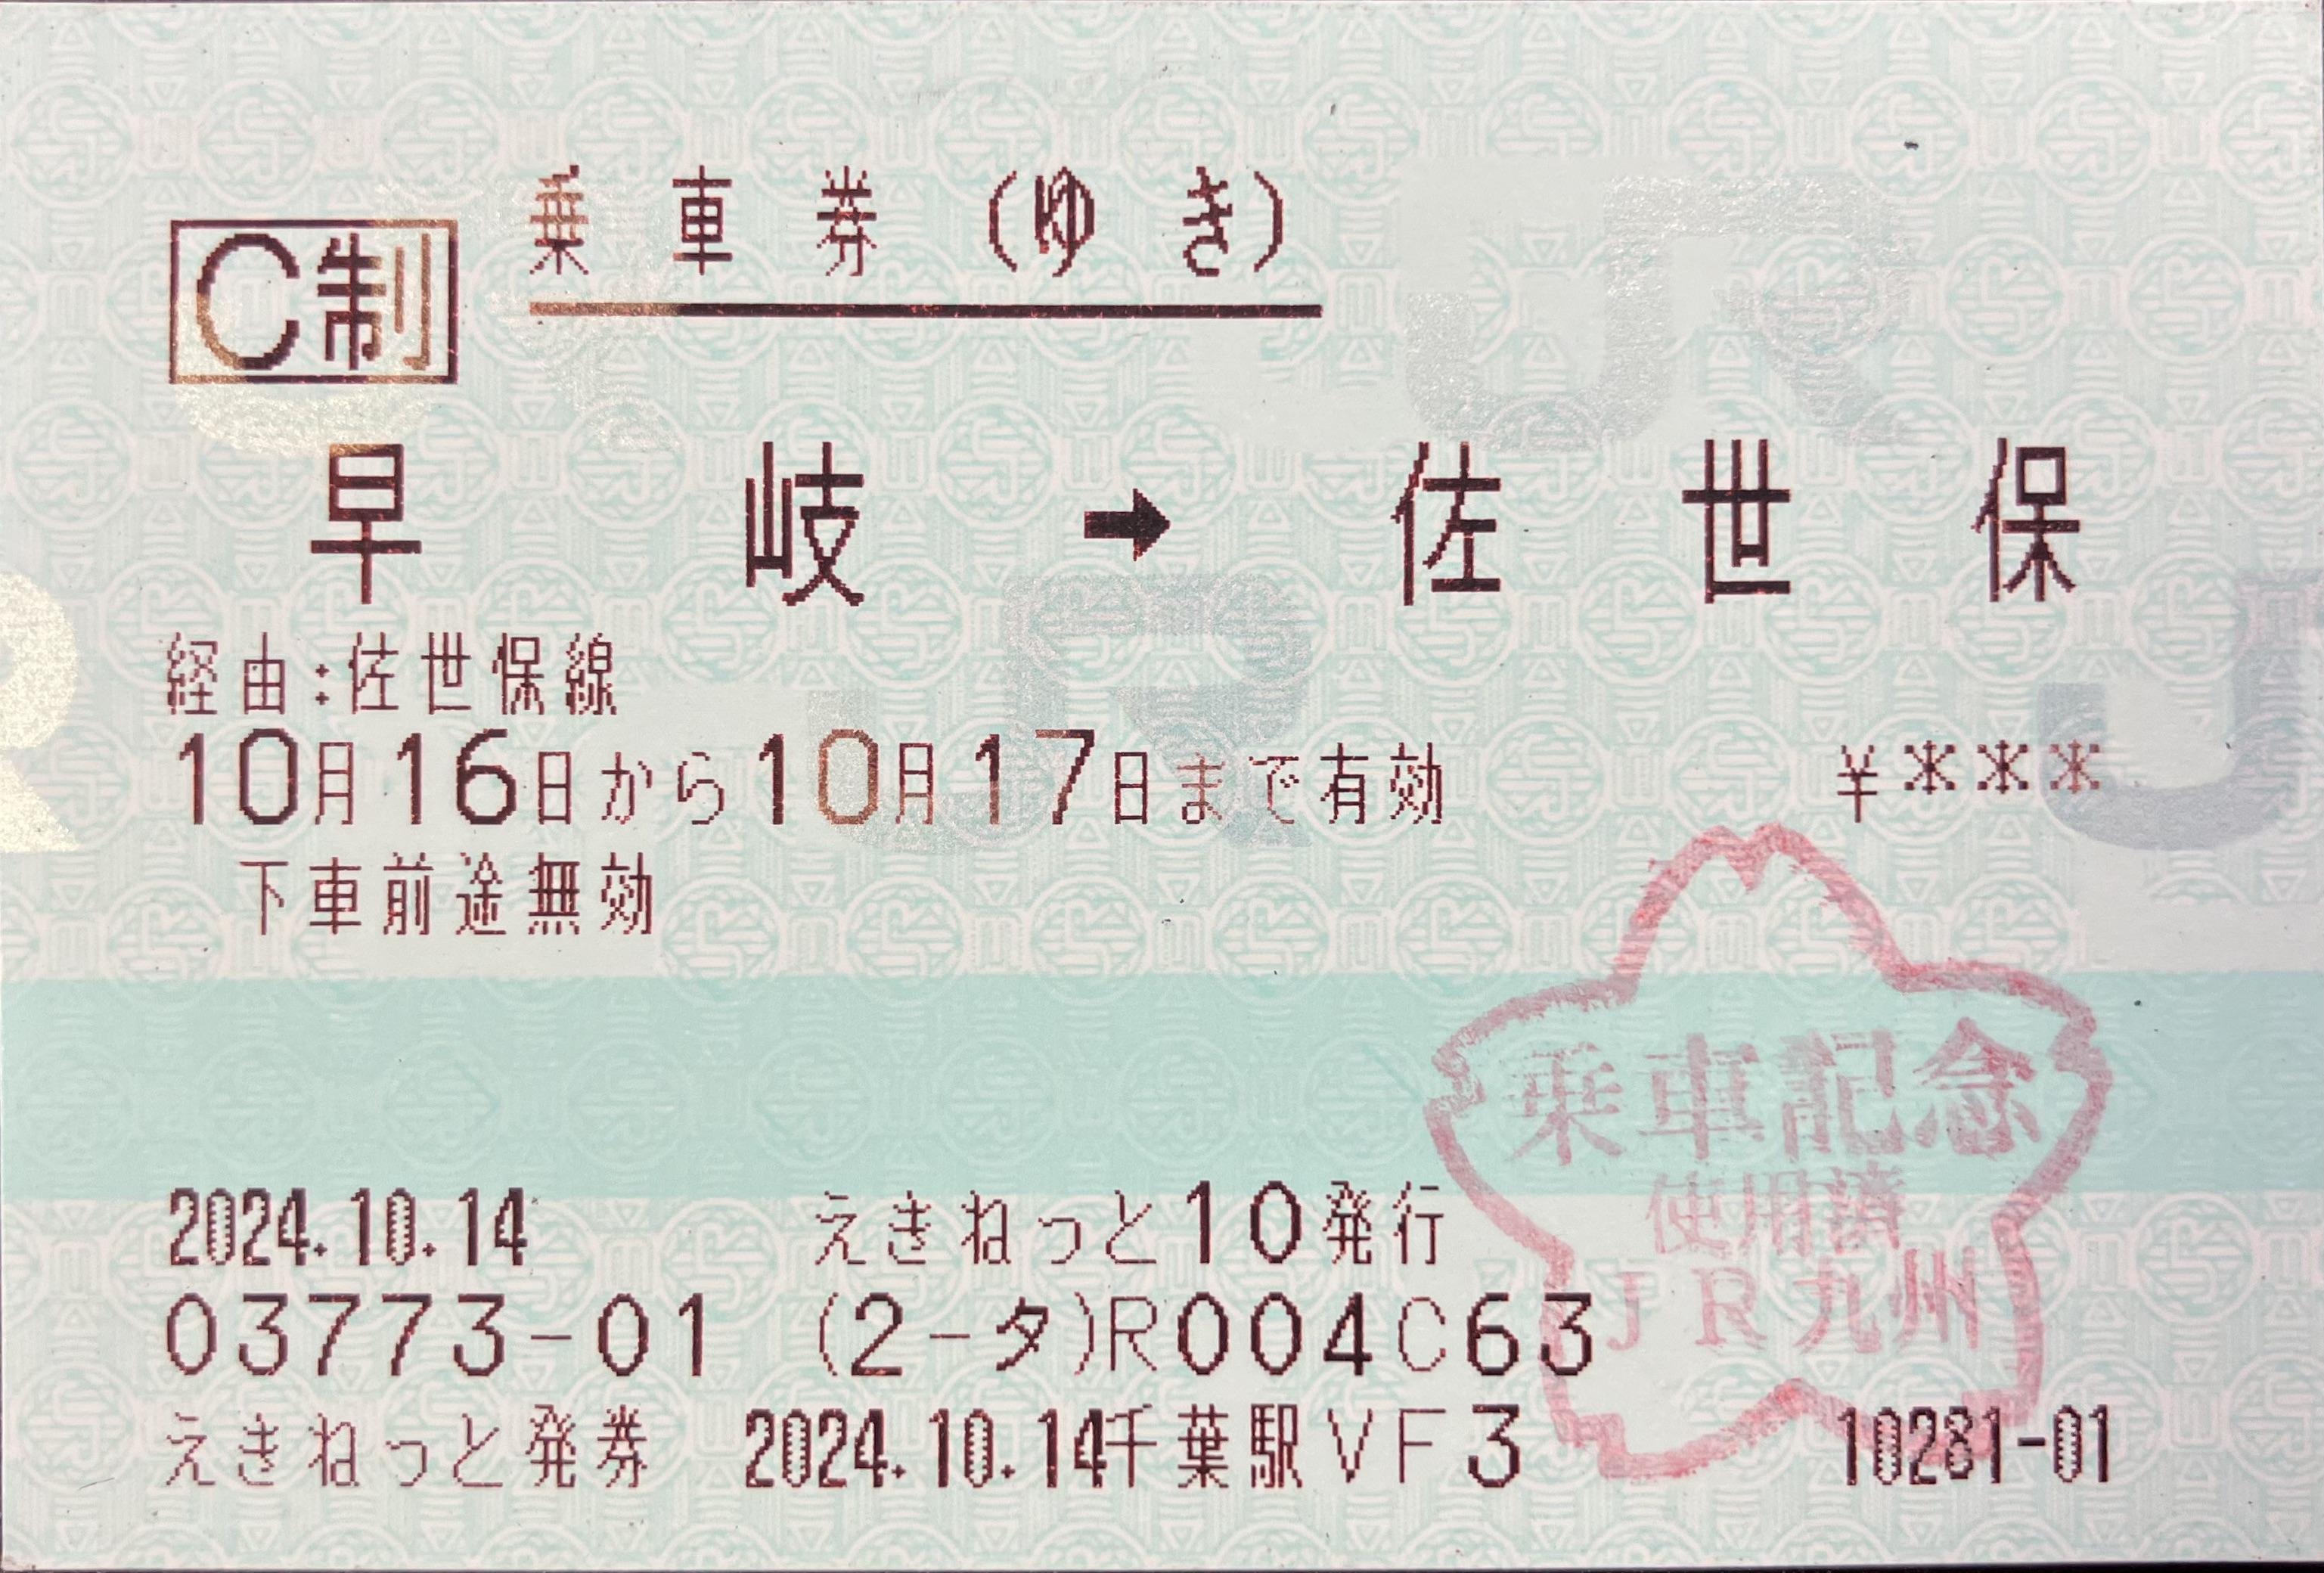 乗車券(ゆき)
C制
早岐➡佐世保
経由:佐世保線
10月16日から10月17日まで有効 ¥***
下車前途無効
乗車記念
使用済
JR九州
2024.10.14 えきねっと10発行
03773-01 (2-タ)R004C63
えきねっと発券 2024.10.14千葉駅VF3 10281-01